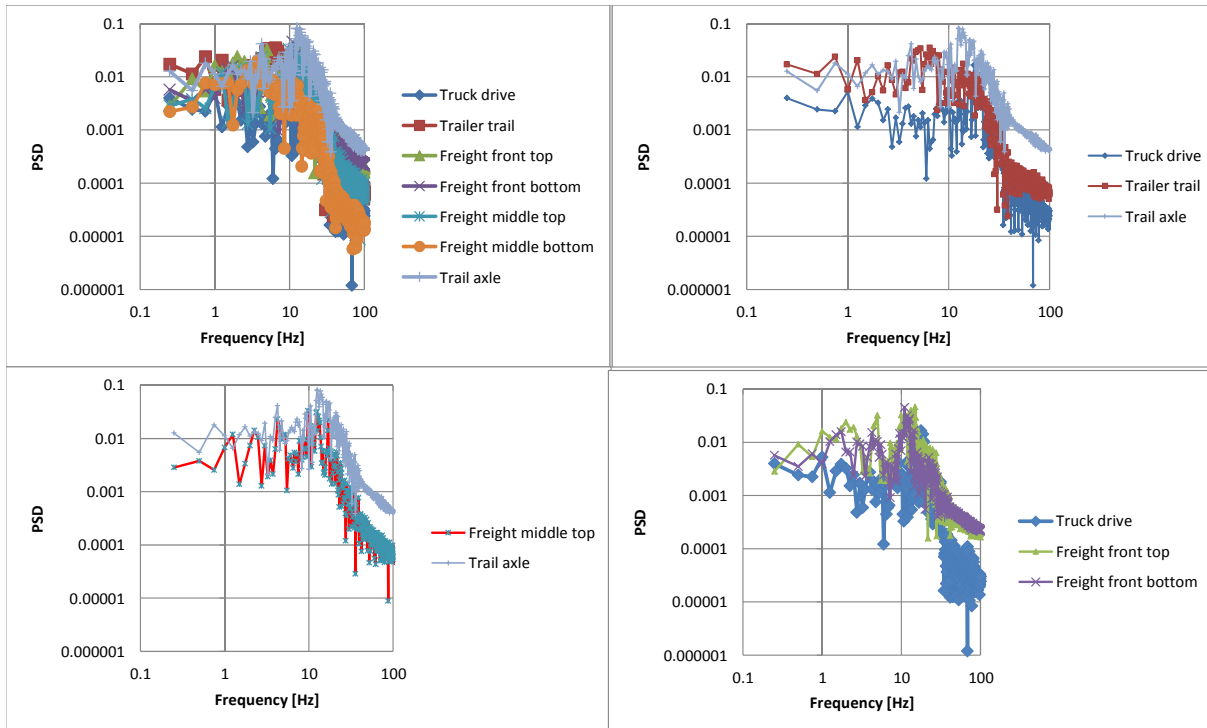 0.1
0.01
0.001
0.0001
0.00001
0.000001
PSD
0.1 1 10 100
Frequency [Hz]
Truck drive
Trailer trail
Freight front top
Freight front bottom
Freight middle top
Freight middle bottom
Trail axle
0.1
0.01
0.001
0.0001
0.00001
0.000001
PSD
0.1 1 10 100
Frequency [Hz]
Truck drive
Trailer trail
Trail axle
0.1
0.01
0.001
0.0001
0.00001
0.000001
PSD
0.1 1 10 100
Frequency [Hz]
Freight middle top
Trail axle
0.1
0.01
0.001
0.0001
0.00001
0.000001
PSD
0.1 1 10 100
Frequency [Hz]
Truck drive
Freight front top
Freight front bottom